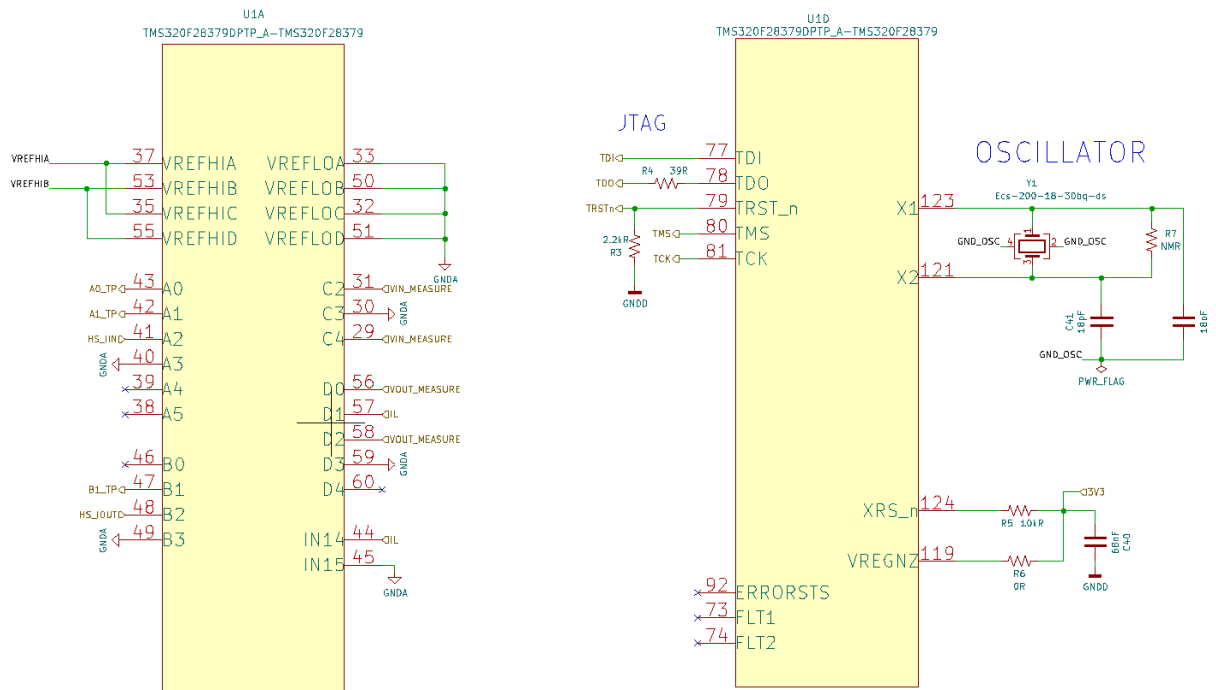 U1A
TMS320F28379DPTP_A-TMS320F28379
VREFHIA 37 VREFHIA VREFLOA 33
VREFHIB 53 VREFHIB VREFLOB 50
35 VREFHIC VREFLOC 32
55 VREFHID VREFLOD 51
GNDA
A0_TP 43 A0 C2 31 VIN_MEASURE
A1_TP 42 A1 C3 30 GNDA
HS_IIN 41 A2 C4 29 VIN_MEASURE
GNDA 40 A3
39 A4 D0 56 VOUT_MEASURE
38 A5 D1 57 IL
D2 58 VOUT_MEASURE
46 B0 D3 59 GNDA
B1_TP 47 B1 D4 60
HS_IOUT 48 B2
GNDA 49 B3 IN14 44 IL
IN15 45
GNDA
U1D
TMS320F28379DPTP_A-TMS320F28379
JTAG
TDI 77 TDI
TDO R4 39R 78 TDO
TRSTn 79 TRST_n
TMS 80 TMS
TCK 81 TCK
2.2kR
R3
GNDD
OSCILLATOR
Y1
Ecs-200-18-30bq-ds
X1 123
GND_OSC 4 1 2 3 GND_OSC
R7
NMR
X2 121
C41
18pF
18pF
GND_OSC
PWR_FLAG
3V3
XRS_n 124
R5 10kR
68nF
C40
VREGNZ 119
R6
0R
GNDD
92 ERRORSTS
73 FLT1
74 FLT2